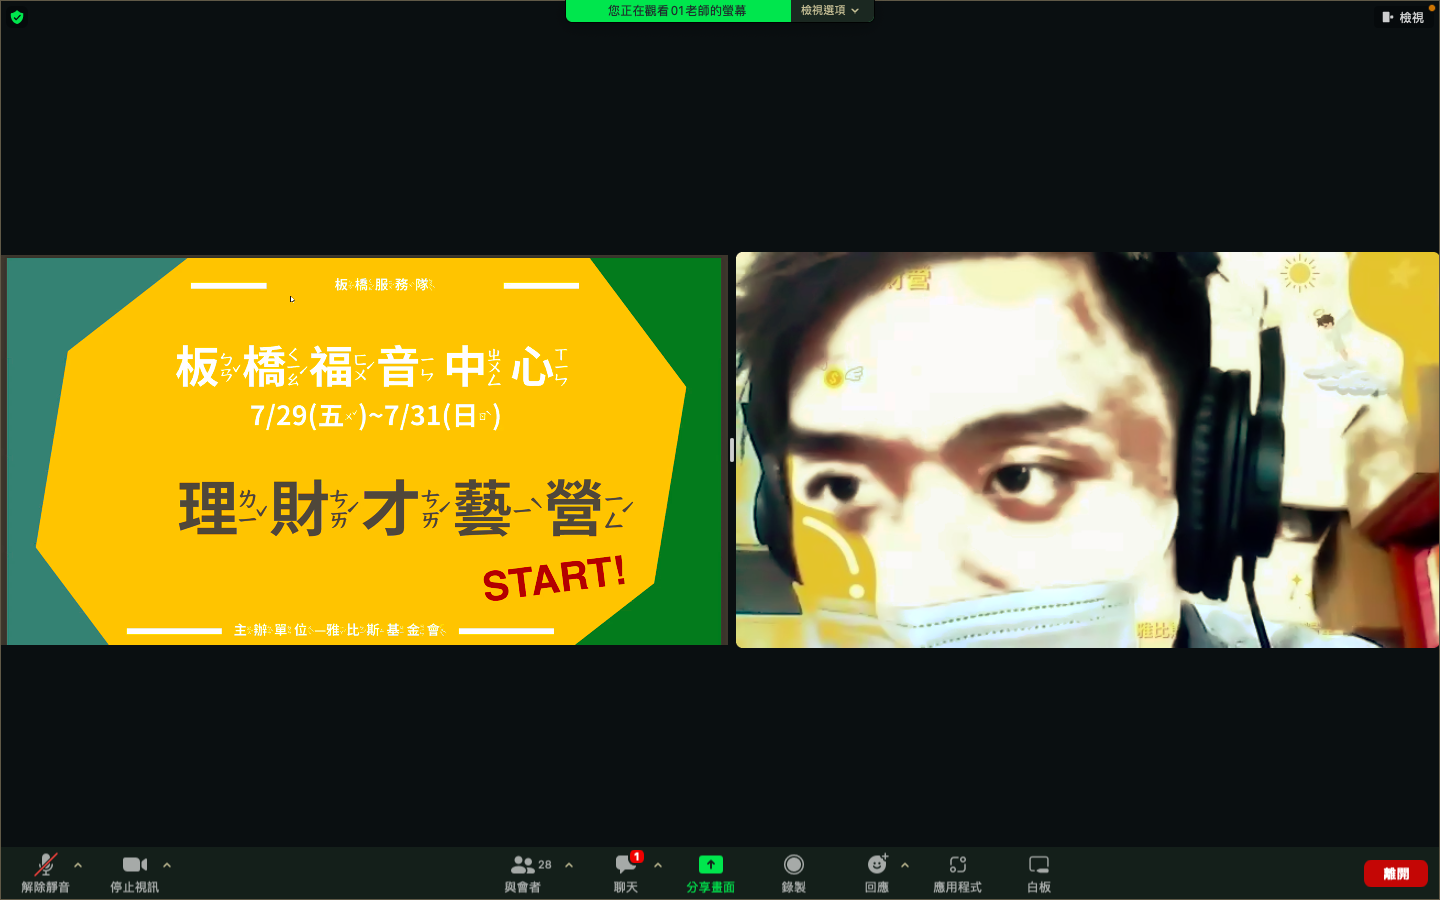 您正在觀看 01老師的螢幕 檢視選項
檢視
板橋服務隊
板ㄅㄢˇ橋ㄑㄧㄠˊ福ㄈㄨˊ音ㄧㄣ 中ㄓㄨㄥ心ㄒㄧㄣ
7/29(五ㄨˇ)~7/31(日ㄖˋ)
理ㄌㄧˇ財ㄘㄞˊ才ㄘㄞˊ藝ㄧˋ營ㄧㄥˊ
START!
主辦單位—雅比斯基金會
財營
雅比
解除靜音
停止視訊
28
與會者
1
聊天
分享畫面
錄製
回應
應用程式
白板
離開